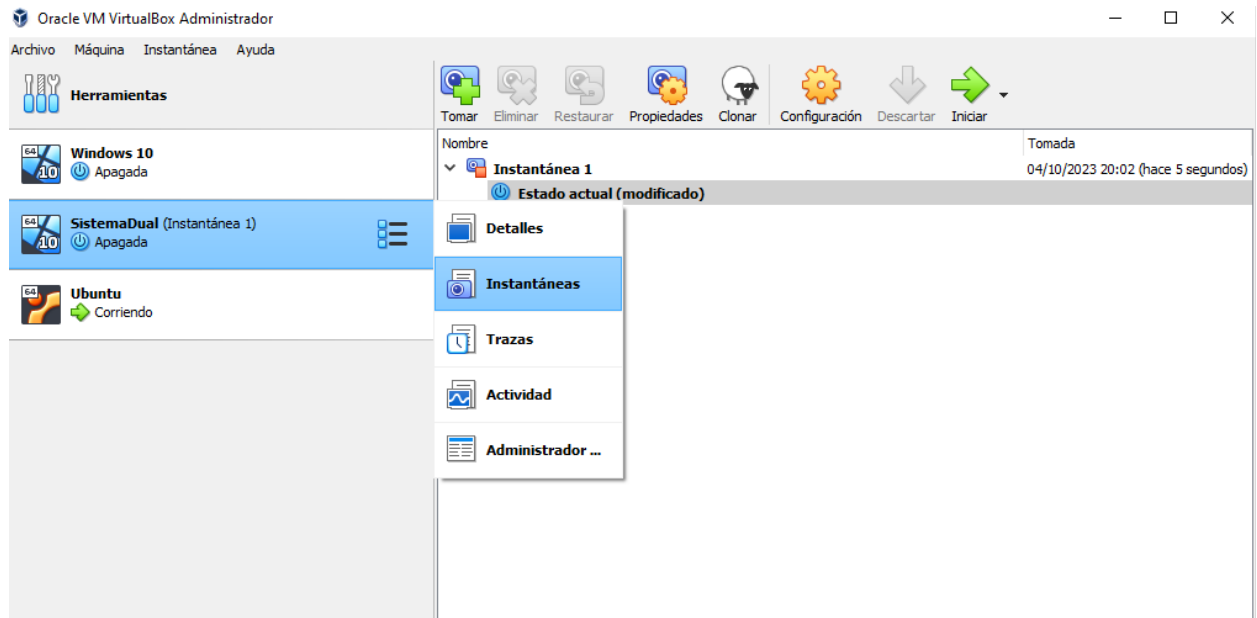 Oracle VM VirtualBox Administrador
Archivo Máquina Instantánea Ayuda
Herramientas
Tomar Eliminar Restaurar Propiedades Clonar Configuración Descartar Iniciar
Nombre Tomada
64
10
Windows 10
Apagada
Instantánea 1 04/10/2023 20:02 (hace 5 segundos)
Estado actual (modificado)
64
10
SistemaDual (Instantánea 1)
Apagada
64
Ubuntu
Corriendo
Detalles
Instantáneas
Trazas
Actividad
Administrador ...